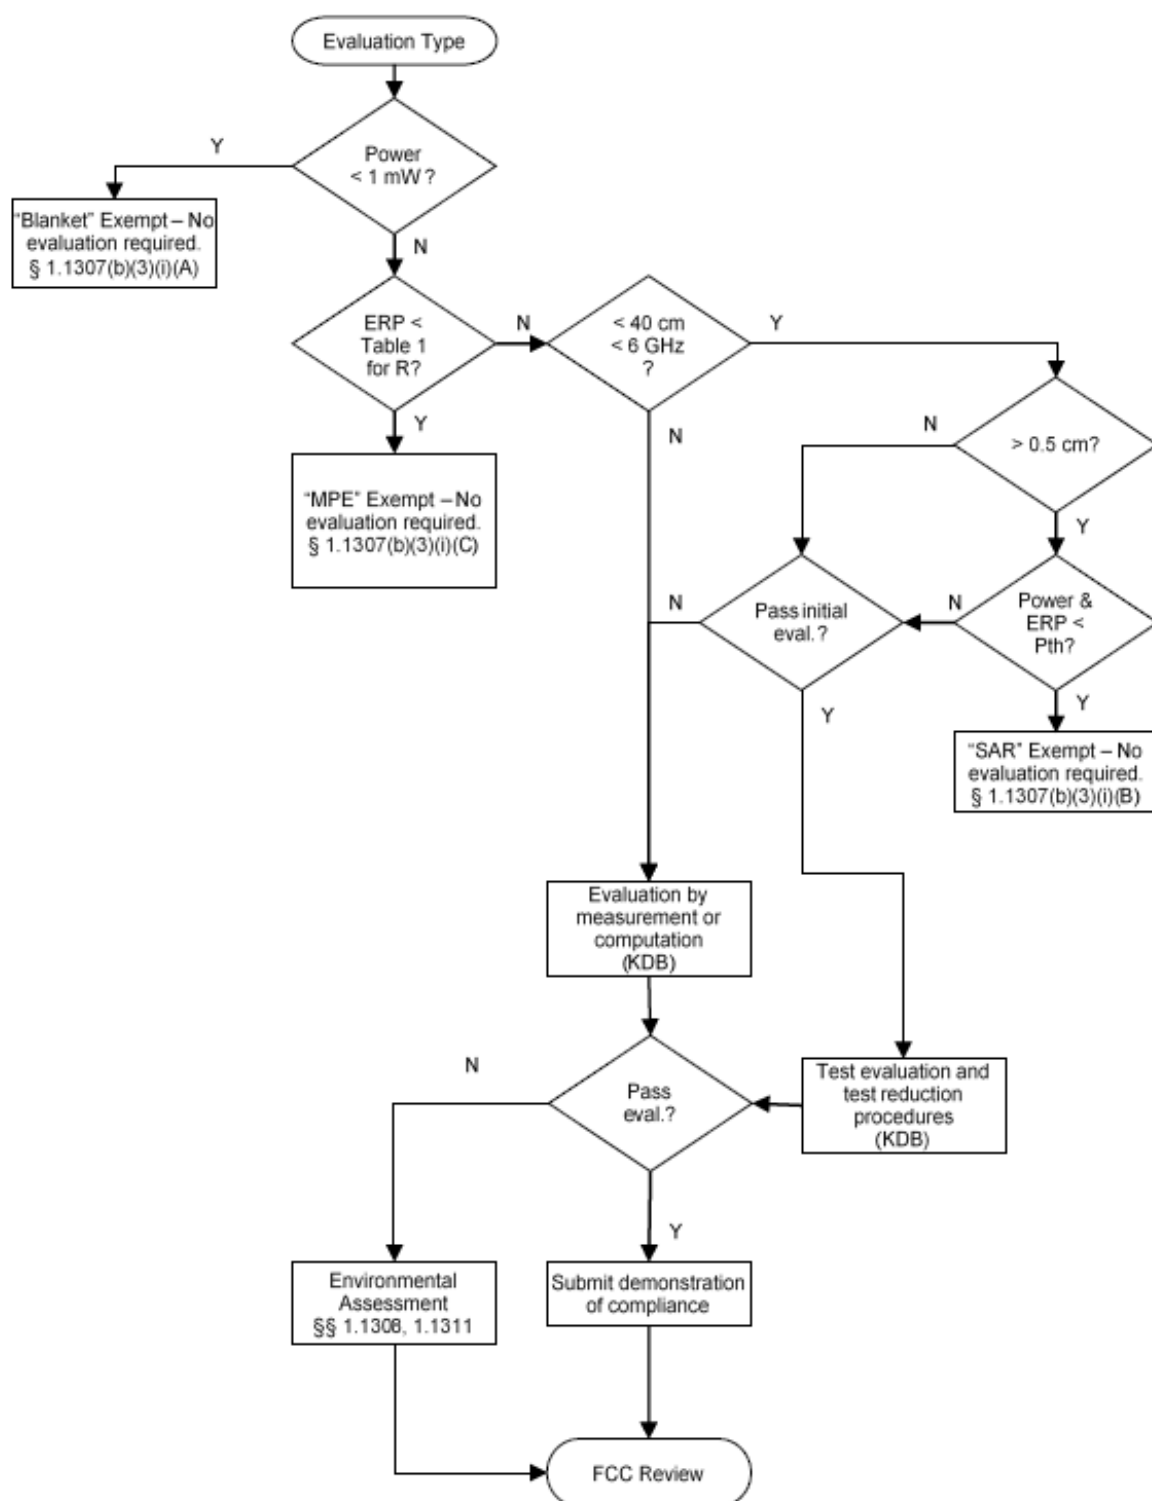 Evaluation Type
Y
Power
< 1 mW ?
“Blanket” Exempt – No
evaluation required.
§ 1.1307(b)(3)(i)(A)
N
ERP <
Table 1
for R?
N
< 40 cm
< 6 GHz
?
Y
Y
N
N
> 0.5 cm?
“MPE” Exempt – No
evaluation required.
§ 1.1307(b)(3)(i)(C)
Y
N
Pass initial
eval.?
N
Power &
ERP <
Pth?
Y
Y
“SAR” Exempt – No
evaluation required.
§ 1.1307(b)(3)(i)(B)
Evaluation by
measurement or
computation
(KDB)
N
Pass
eval.?
Test evaluation and
test reduction
procedures
(KDB)
Y
Environmental
Assessment
§§ 1.1308, 1.1311
Submit demonstration
of compliance
FCC Review